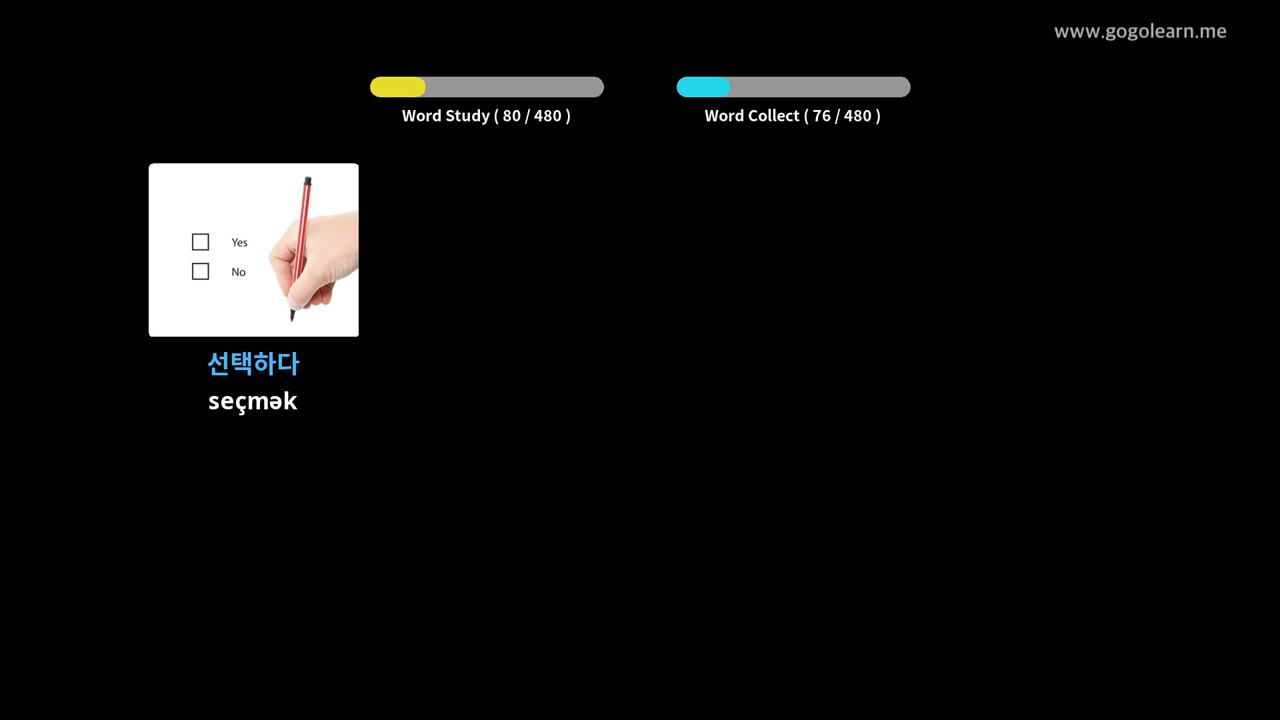 www.gogolearn.me
Word Study ( 80 / 480 )
Word Collect ( 76 / 480 )
Yes
No
선택하다
seçmək